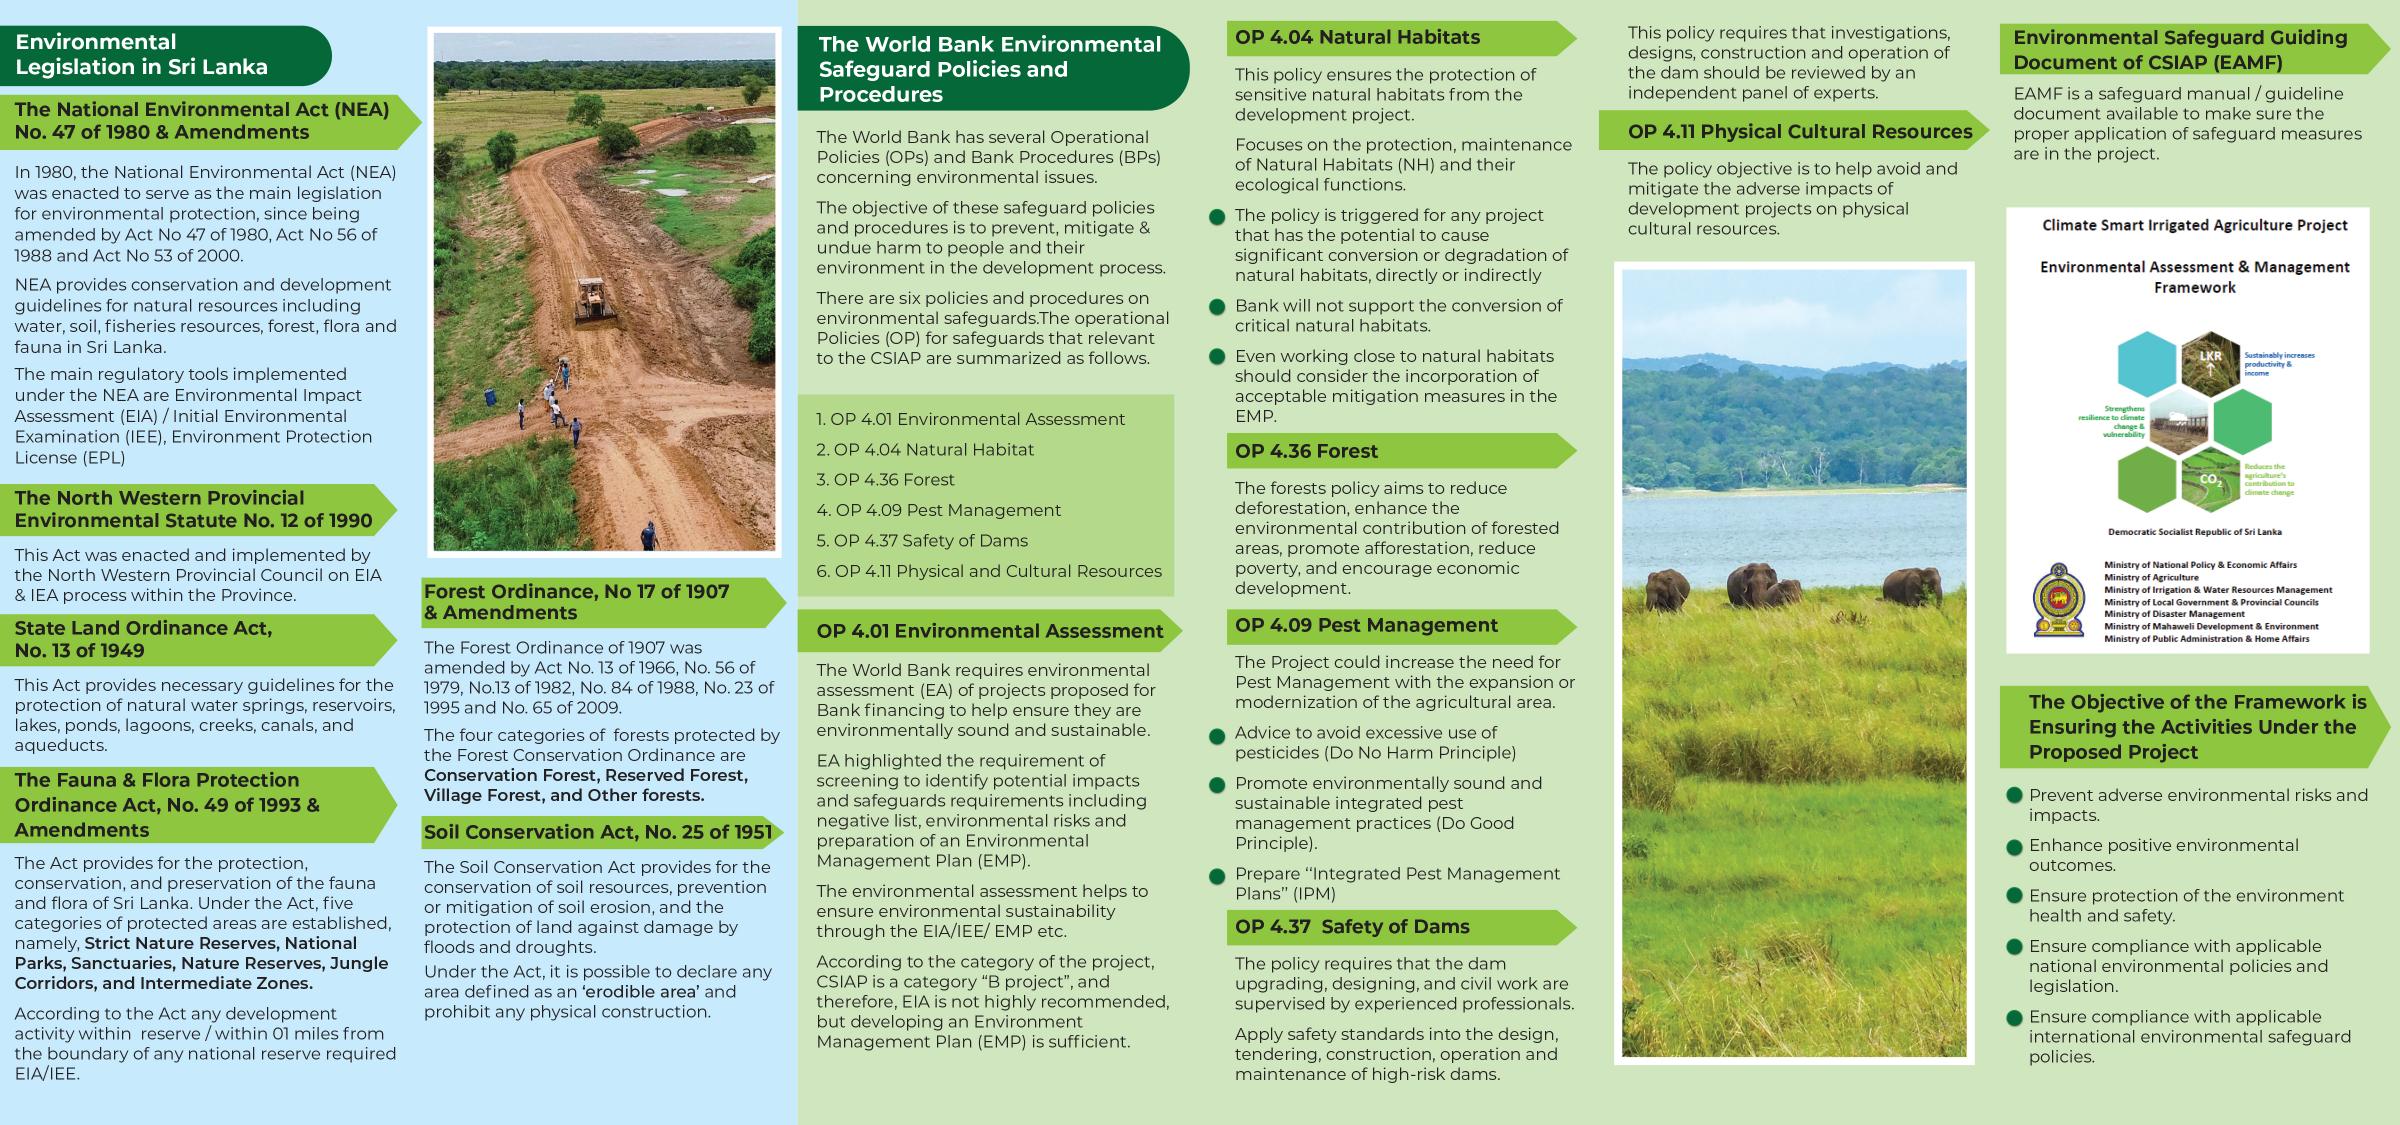 Environmental
Legislation in Sri Lanka
The National Environmental Act (NEA)
No. 47 of 1980 & Amendments
In 1980, the National Environmental Act (NEA)
was enacted to serve as the main legislation
for environmental protection, since being
amended by Act No 47 of 1980, Act No 56 of
1988 and Act No 53 of 2000.
NEA provides conservation and development
guidelines for natural resources including
water, soil, fisheries resources, forest, flora and
fauna in Sri Lanka.
The main regulatory tools implemented
under the NEA are Environmental Impact
Assessment (EIA) / Initial Environmental
Examination (IEE), Environment Protection
License (EPL)
The North Western Provincial
Environmental Statute No. 12 of 1990
This Act was enacted and implemented by
the North Western Provincial Council on EIA
& IEA process within the Province.
State Land Ordinance Act,
No. 13 of 1949
This Act provides necessary guidelines for the
protection of natural water springs, reservoirs,
lakes, ponds, lagoons, creeks, canals, and
aqueducts.
The Fauna & Flora Protection
Ordinance Act, No. 49 of 1993 &
Amendments
The Act provides for the protection,
conservation, and preservation of the fauna
and flora of Sri Lanka. Under the Act, five
categories of protected areas are established,
namely, Strict Nature Reserves, National
Parks, Sanctuaries, Nature Reserves, Jungle
Corridors, and Intermediate Zones.
According to the Act any development
activity within reserve / within 01 miles from
the boundary of any national reserve required
EIA/IEE.
Forest Ordinance, No 17 of 1907
& Amendments
The Forest Ordinance of 1907 was
amended by Act No. 13 of 1966, No. 56 of
1979, No.13 of 1982, No. 84 of 1988, No. 23 of
1995 and No. 65 of 2009.
The four categories of forests protected by
the Forest Conservation Ordinance are
Conservation Forest, Reserved Forest,
Village Forest, and Other forests.
Soil Conservation Act, No. 25 of 1951
The Soil Conservation Act provides for the
conservation of soil resources, prevention
or mitigation of soil erosion, and the
protection of land against damage by
floods and droughts.
Under the Act, it is possible to declare any
area defined as an ‘erodible area’ and
prohibit any physical construction.
The World Bank Environmental
Safeguard Policies and
Procedures
The World Bank has several Operational
Policies (OPs) and Bank Procedures (BPs)
concerning environmental issues.
The objective of these safeguard policies
and procedures is to prevent, mitigate &
undue harm to people and their
environment in the development process.
There are six policies and procedures on
environmental safeguards.The operational
Policies (OP) for safeguards that relevant
to the CSIAP are summarized as follows.
1. OP 4.01 Environmental Assessment
2. OP 4.04 Natural Habitat
3. OP 4.36 Forest
4. OP 4.09 Pest Management
5. OP 4.37 Safety of Dams
6. OP 4.11 Physical and Cultural Resources
OP 4.01 Environmental Assessment
The World Bank requires environmental
assessment (EA) of projects proposed for
Bank financing to help ensure they are
environmentally sound and sustainable.
EA highlighted the requirement of
screening to identify potential impacts
and safeguards requirements including
negative list, environmental risks and
preparation of an Environmental
Management Plan (EMP).
The environmental assessment helps to
ensure environmental sustainability
through the EIA/IEE/ EMP etc.
According to the category of the project,
CSIAP is a category “B project”, and
therefore, EIA is not highly recommended,
but developing an Environment
Management Plan (EMP) is sufficient.
OP 4.04 Natural Habitats
This policy ensures the protection of
sensitive natural habitats from the
development project.
Focuses on the protection, maintenance
of Natural Habitats (NH) and their
ecological functions.
The policy is triggered for any project
that has the potential to cause
significant conversion or degradation of
natural habitats, directly or indirectly
Bank will not support the conversion of
critical natural habitats.
Even working close to natural habitats
should consider the incorporation of
acceptable mitigation measures in the
EMP.
OP 4.36 Forest
The forests policy aims to reduce
deforestation, enhance the
environmental contribution of forested
areas, promote afforestation, reduce
poverty, and encourage economic
development.
OP 4.09 Pest Management
The Project could increase the need for
Pest Management with the expansion or
modernization of the agricultural area.
Advice to avoid excessive use of
pesticides (Do No Harm Principle)
Promote environmentally sound and
sustainable integrated pest
management practices (Do Good
Principle).
Prepare ‘‘Integrated Pest Management
Plans’’ (IPM)
OP 4.37 Safety of Dams
The policy requires that the dam
upgrading, designing, and civil work are
supervised by experienced professionals.
Apply safety standards into the design,
tendering, construction, operation and
maintenance of high-risk dams.
This policy requires that investigations,
designs, construction and operation of
the dam should be reviewed by an
independent panel of experts.
OP 4.11 Physical Cultural Resources
The policy objective is to help avoid and
mitigate the adverse impacts of
development projects on physical
cultural resources.
Environmental Safeguard Guiding
Document of CSIAP (EAMF)
EAMF is a safeguard manual / guideline
document available to make sure the
proper application of safeguard measures
are in the project.
Climate Smart Irrigated Agriculture Project
Environmental Assessment & Management
Framework
LKR
Sustainably increases
productivity &
income
Strengthens
resilience to climate
change &
vulnerability
CO2
Reduces the
agriculture's
contribution to
climate change
Democratic Socialist Republic of Sri Lanka
Ministry of National Policy & Economic Affairs
Ministry of Agriculture
Ministry of Irrigation & Water Resources Management
Ministry of Local Government & Provincial Councils
Ministry of Disaster Management
Ministry of Mahaweli Development & Environment
Ministry of Public Administration & Home Affairs
The Objective of the Framework is
Ensuring the Activities Under the
Proposed Project
Prevent adverse environmental risks and
impacts.
Enhance positive environmental
outcomes.
Ensure protection of the environment
health and safety.
Ensure compliance with applicable
national environmental policies and
legislation.
Ensure compliance with applicable
international environmental safeguard
policies.